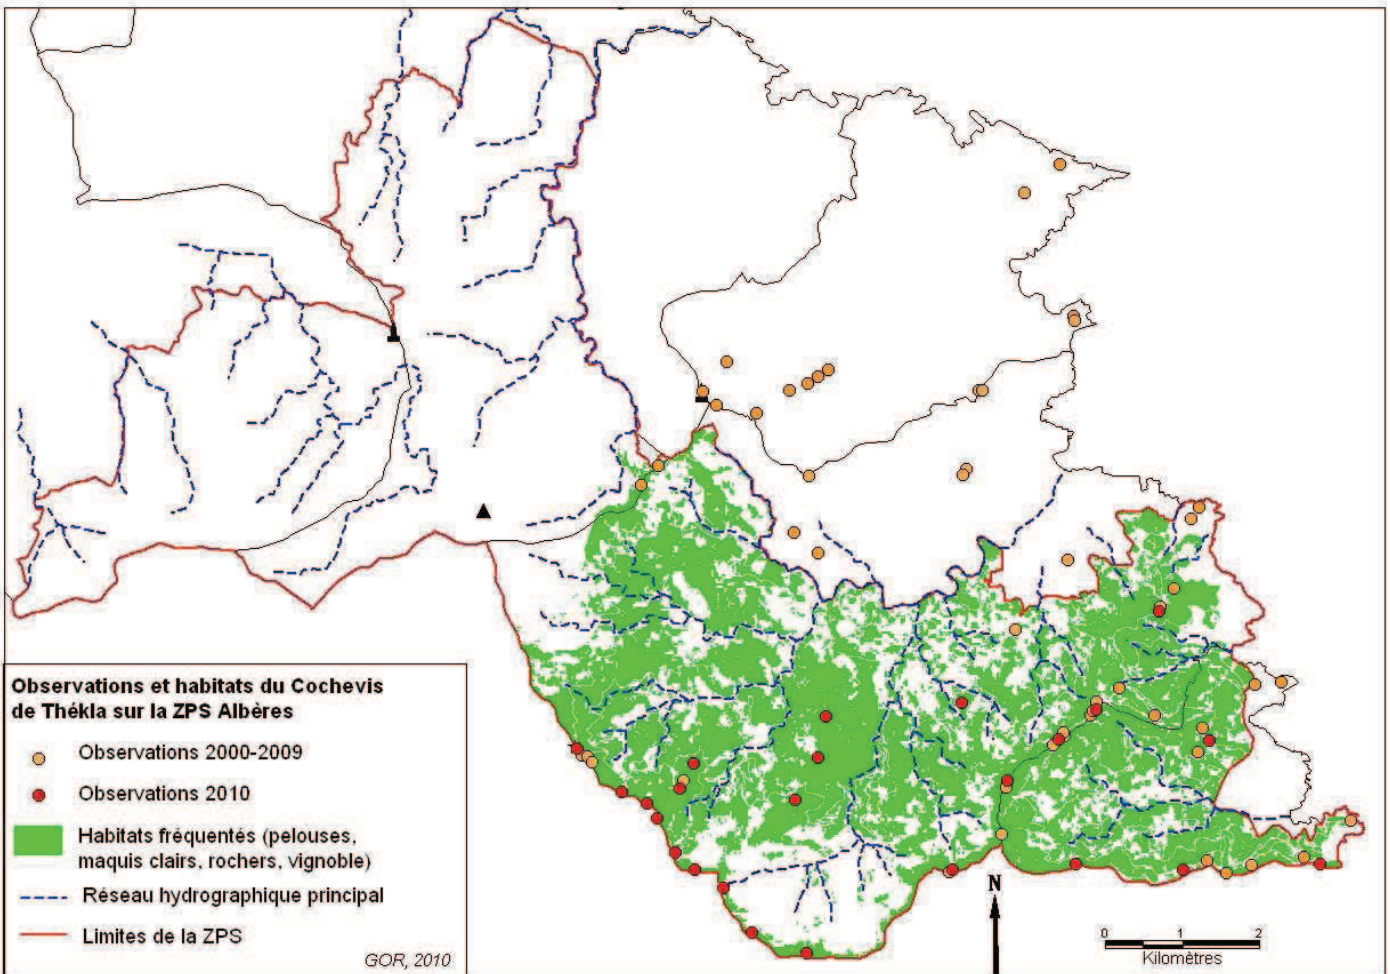 Observations et habitats du Cochevis
de Thékla sur la ZPS Albères
Observations 2000-2009
Observations 2010
Habitats fréquentés (pelouses,
maquis clairs, rochers, vignoble)
Réseau hydrographique principal
Limites de la ZPS
GOR, 2010
N
0 1 2
Kilomètres